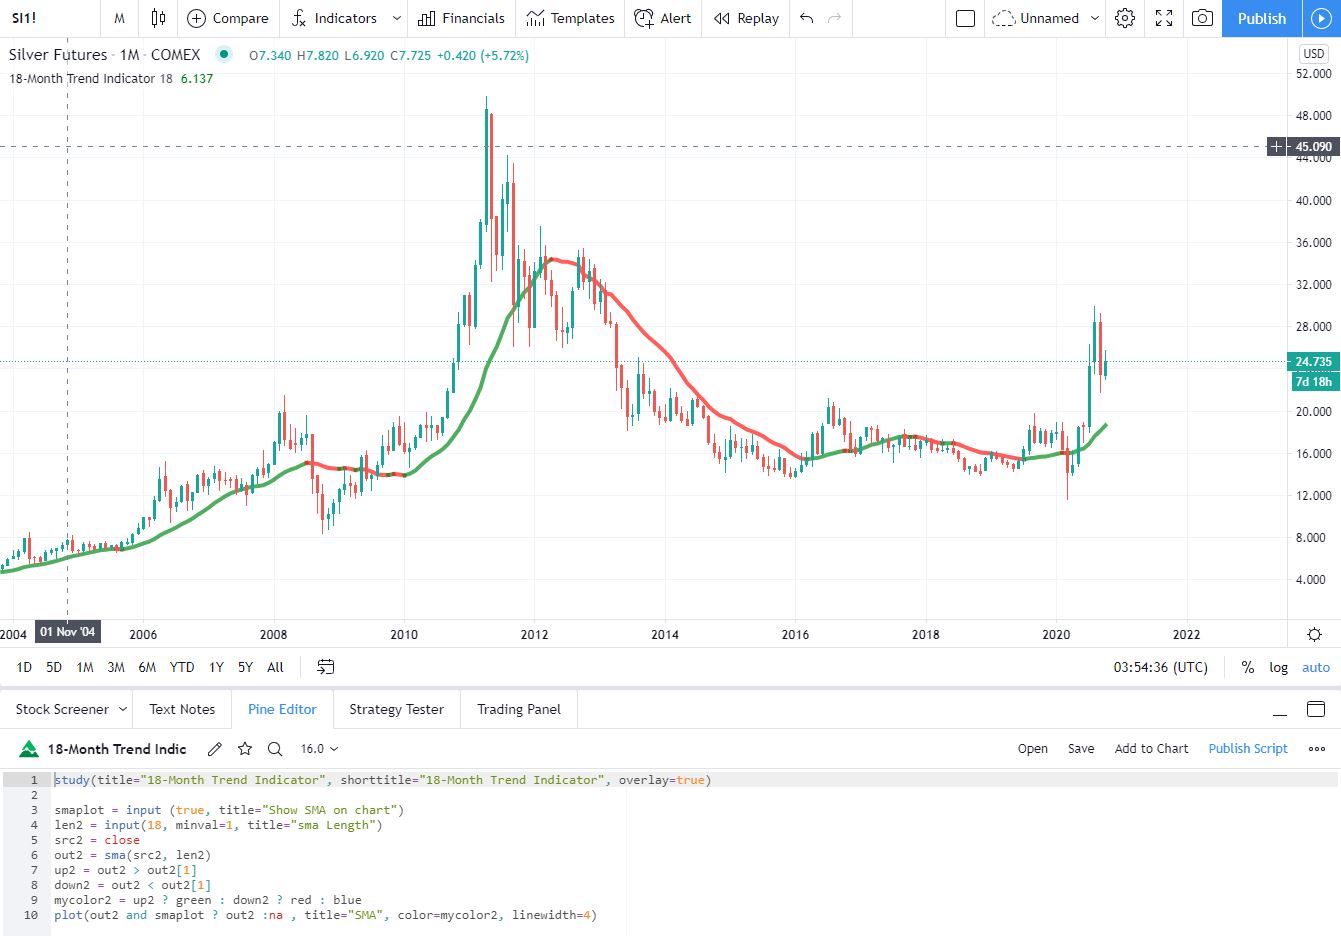 SI1! M Compare Indicators Financials Templates Alert Replay Unnamed Publish
Silver Futures · 1M · COMEX O7.340 H7.820 L6.920 C7.725 +0.420 (+5.72%)
18-Month Trend Indicator 18 6.137
USD
52.000
48.000
45.090
44.000
40.000
36.000
32.000
28.000
24.735
7d 18h
20.000
16.000
12.000
8.000
4.000
2004 01 Nov '04 2006 2008 2010 2012 2014 2016 2018 2020 2022
1D 5D 1M 3M 6M YTD 1Y 5Y All 03:54:36 (UTC) % log auto
Stock Screener Text Notes Pine Editor Strategy Tester Trading Panel
18-Month Trend Indic 16.0 Open Save Add to Chart Publish Script
1 study(title="18-Month Trend Indicator", shorttitle="18-Month Trend Indicator", overlay=true)
2
3 smaplot = input (true, title="Show SMA on chart")
4 len2 = input(18, minval=1, title="sma Length")
5 src2 = close
6 out2 = sma(src2, len2)
7 up2 = out2 > out2[1]
8 down2 = out2 < out2[1]
9 mycolor2 = up2 ? green : down2 ? red : blue
10 plot(out2 and smaplot ? out2 :na , title="SMA", color=mycolor2, linewidth=4)